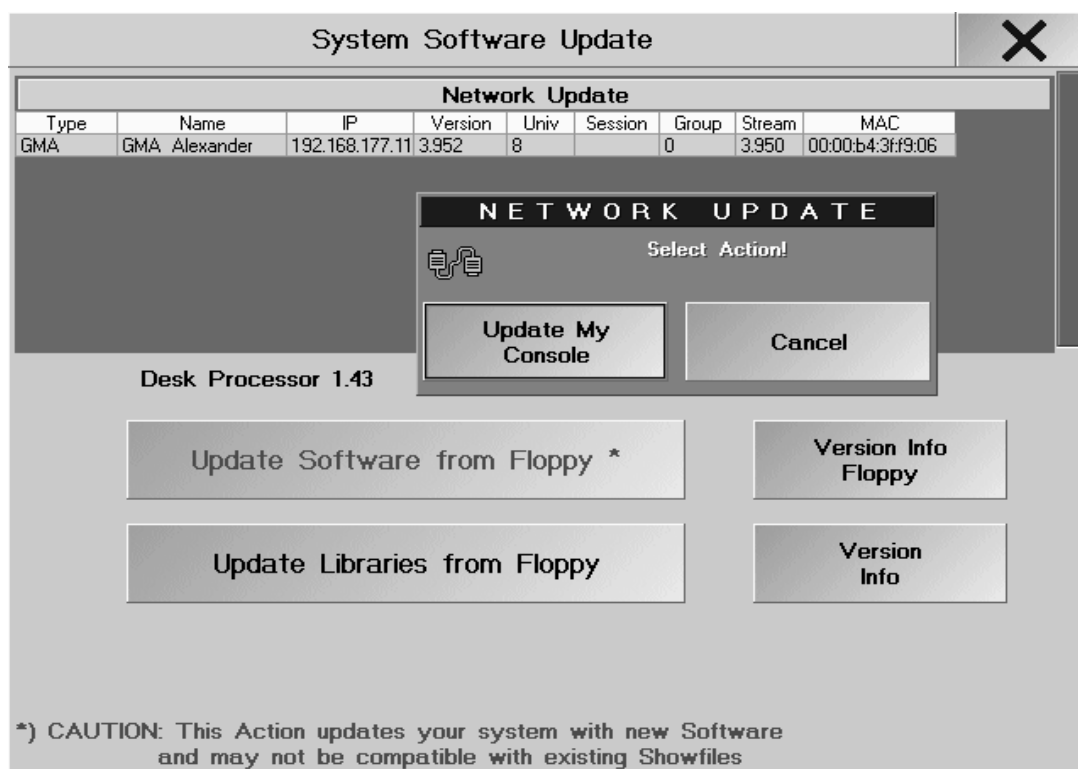 System Software Update
Network Update
Type Name IP Version Univ Session Group Stream MAC
GMA GMA Alexander 192.168.177.11 3.952 8 0 3.950 00:00:b4:3f:f9:06
NETWORK UPDATE
Select Action!
Update My
Console
Cancel
Desk Processor 1.43
Update Software from Floppy *
Version Info
Floppy
Update Libraries from Floppy
Version
Info
*) CAUTION: This Action updates your system with new Software
and may not be compatible with existing Showfiles